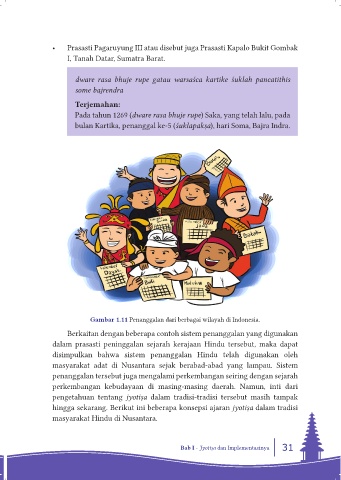 • Prasasti Pagaruyung III atau disebut juga Prasasti Kapalo Bukit Gombak
I, Tanah Datar, Sumatra Barat.
dware rasa bhuje rupe gatau warsaśca kartike śuklah pancatithis
some bajrendra
Terjemahan:
Pada tahun 1269 (dware rasa bhuje rupe) Saka, yang telah lalu, pada
bulan Kartika, penanggal ke-5 (śuklapakṣa), hari Soma, Bajra Indra.
Jawa
Batak
Dayak
Bali
Gambar 1.11 Penanggalan dari berbagai wilayah di Indonesia.
Berkaitan dengan beberapa contoh sistem penanggalan yang digunakan
dalam prasasti peninggalan sejarah kerajaan Hindu tersebut, maka dapat
disimpulkan bahwa sistem penanggalan Hindu telah digunakan oleh
masyarakat adat di Nusantara sejak berabad-abad yang lampau. Sistem
penanggalan tersebut juga mengalami perkembangan seiring dengan sejarah
perkembangan kebudayaan di masing-masing daerah. Namun, inti dari
pengetahuan tentang jyotiṣa dalam tradisi-tradisi tersebut masih tampak
hingga sekarang. Berikut ini beberapa konsepsi ajaran jyotiṣa dalam tradisi
masyarakat Hindu di Nusantara.
Bab I - Jyotiṣa dan Implementasinya 31